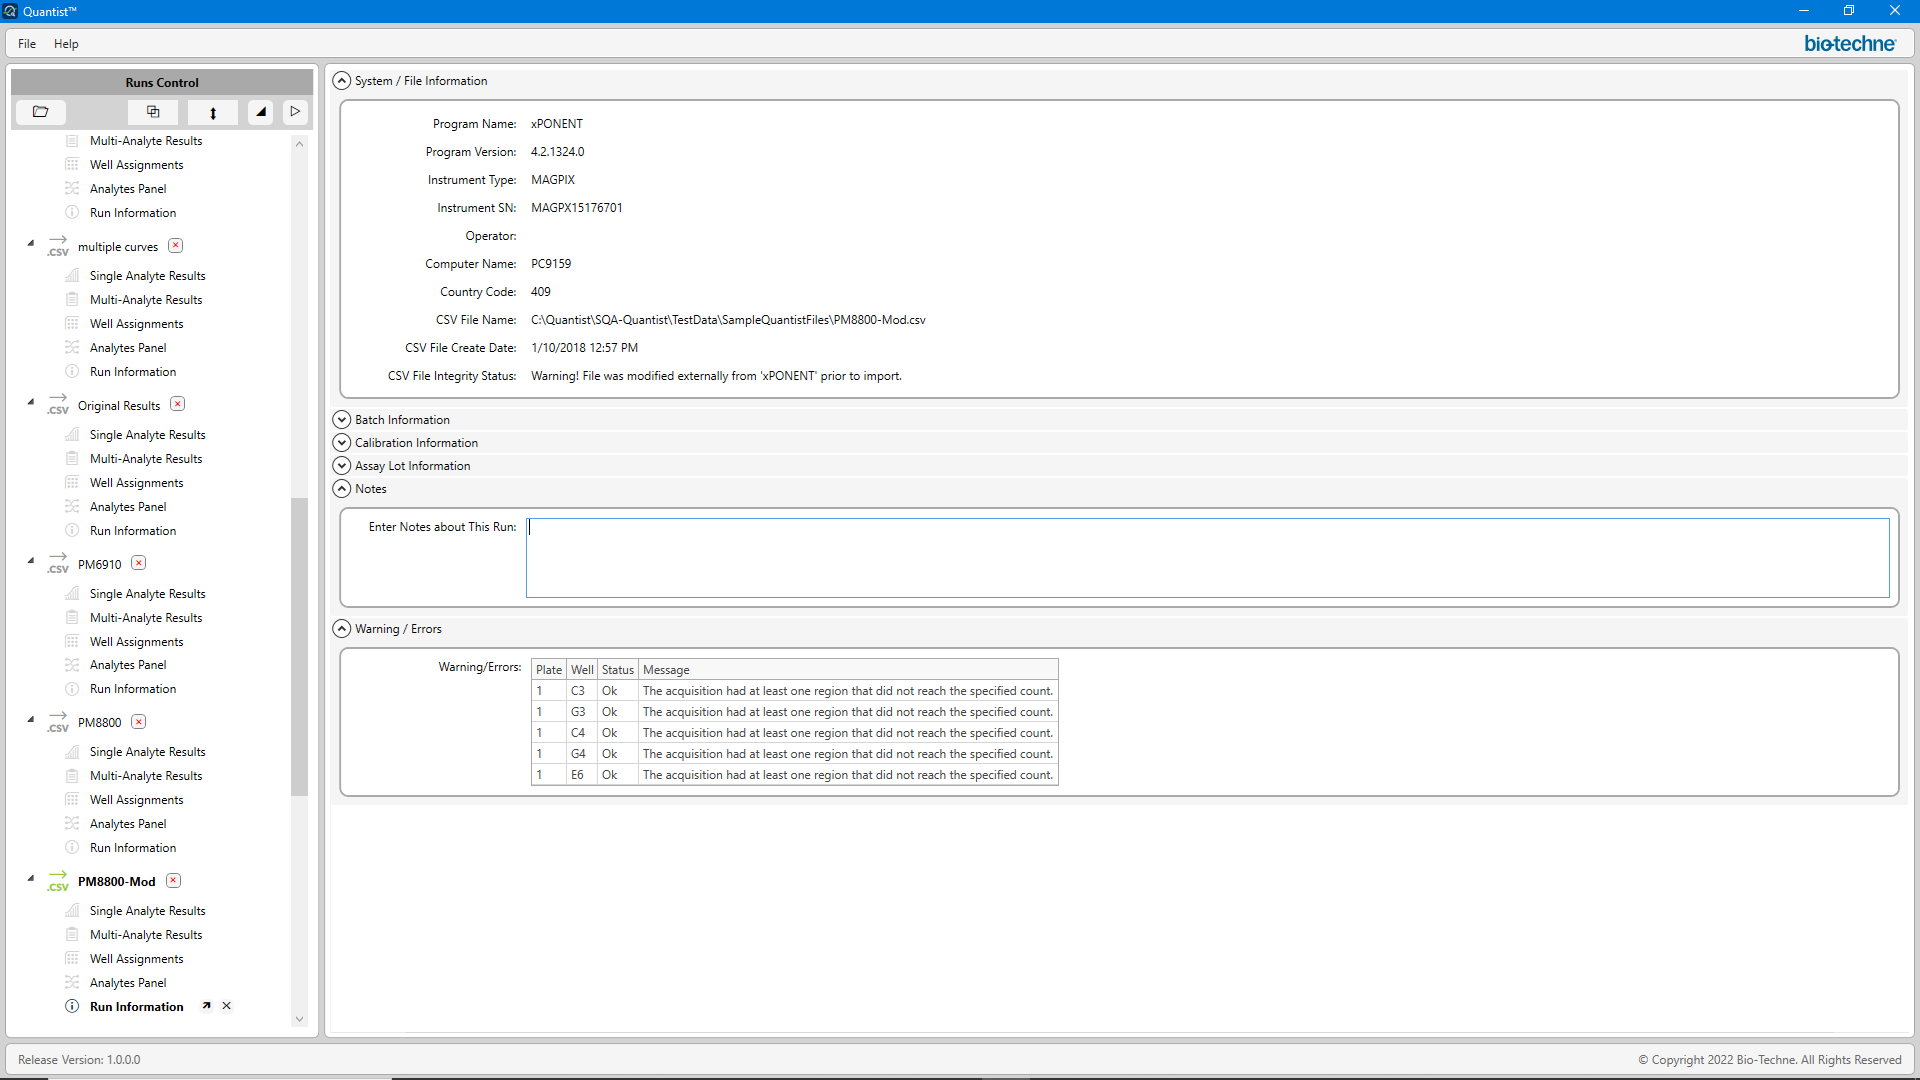 Quantist™
File Help
bio-techne
Runs Control
Multi-Analyte Results
Well Assignments
Analytes Panel
Run Information
.CSV multiple curves
Single Analyte Results
Multi-Analyte Results
Well Assignments
Analytes Panel
Run Information
.CSV Original Results
Single Analyte Results
Multi-Analyte Results
Well Assignments
Analytes Panel
Run Information
.CSV PM6910
Single Analyte Results
Multi-Analyte Results
Well Assignments
Analytes Panel
Run Information
.CSV PM8800
Single Analyte Results
Multi-Analyte Results
Well Assignments
Analytes Panel
Run Information
.CSV PM8800-Mod
Single Analyte Results
Multi-Analyte Results
Well Assignments
Analytes Panel
Run Information
System / File Information
Program Name: xPONENT
Program Version: 4.2.1324.0
Instrument Type: MAGPIX
Instrument SN: MAGPX15176701
Operator:
Computer Name: PC9159
Country Code: 409
CSV File Name: C:\Quantist\SQA-Quantist\TestData\SampleQuantistFiles\PM8800-Mod.csv
CSV File Create Date: 1/10/2018 12:57 PM
CSV File Integrity Status: Warning! File was modified externally from 'xPONENT' prior to import.
Batch Information
Calibration Information
Assay Lot Information
Notes
Enter Notes about This Run:
Warning / Errors
Warning/Errors:
Plate Well Status Message
1 C3 Ok The acquisition had at least one region that did not reach the specified count.
1 G3 Ok The acquisition had at least one region that did not reach the specified count.
1 C4 Ok The acquisition had at least one region that did not reach the specified count.
1 G4 Ok The acquisition had at least one region that did not reach the specified count.
1 E6 Ok The acquisition had at least one region that did not reach the specified count.
Release Version: 1.0.0.0
© Copyright 2022 Bio-Techne. All Rights Reserved